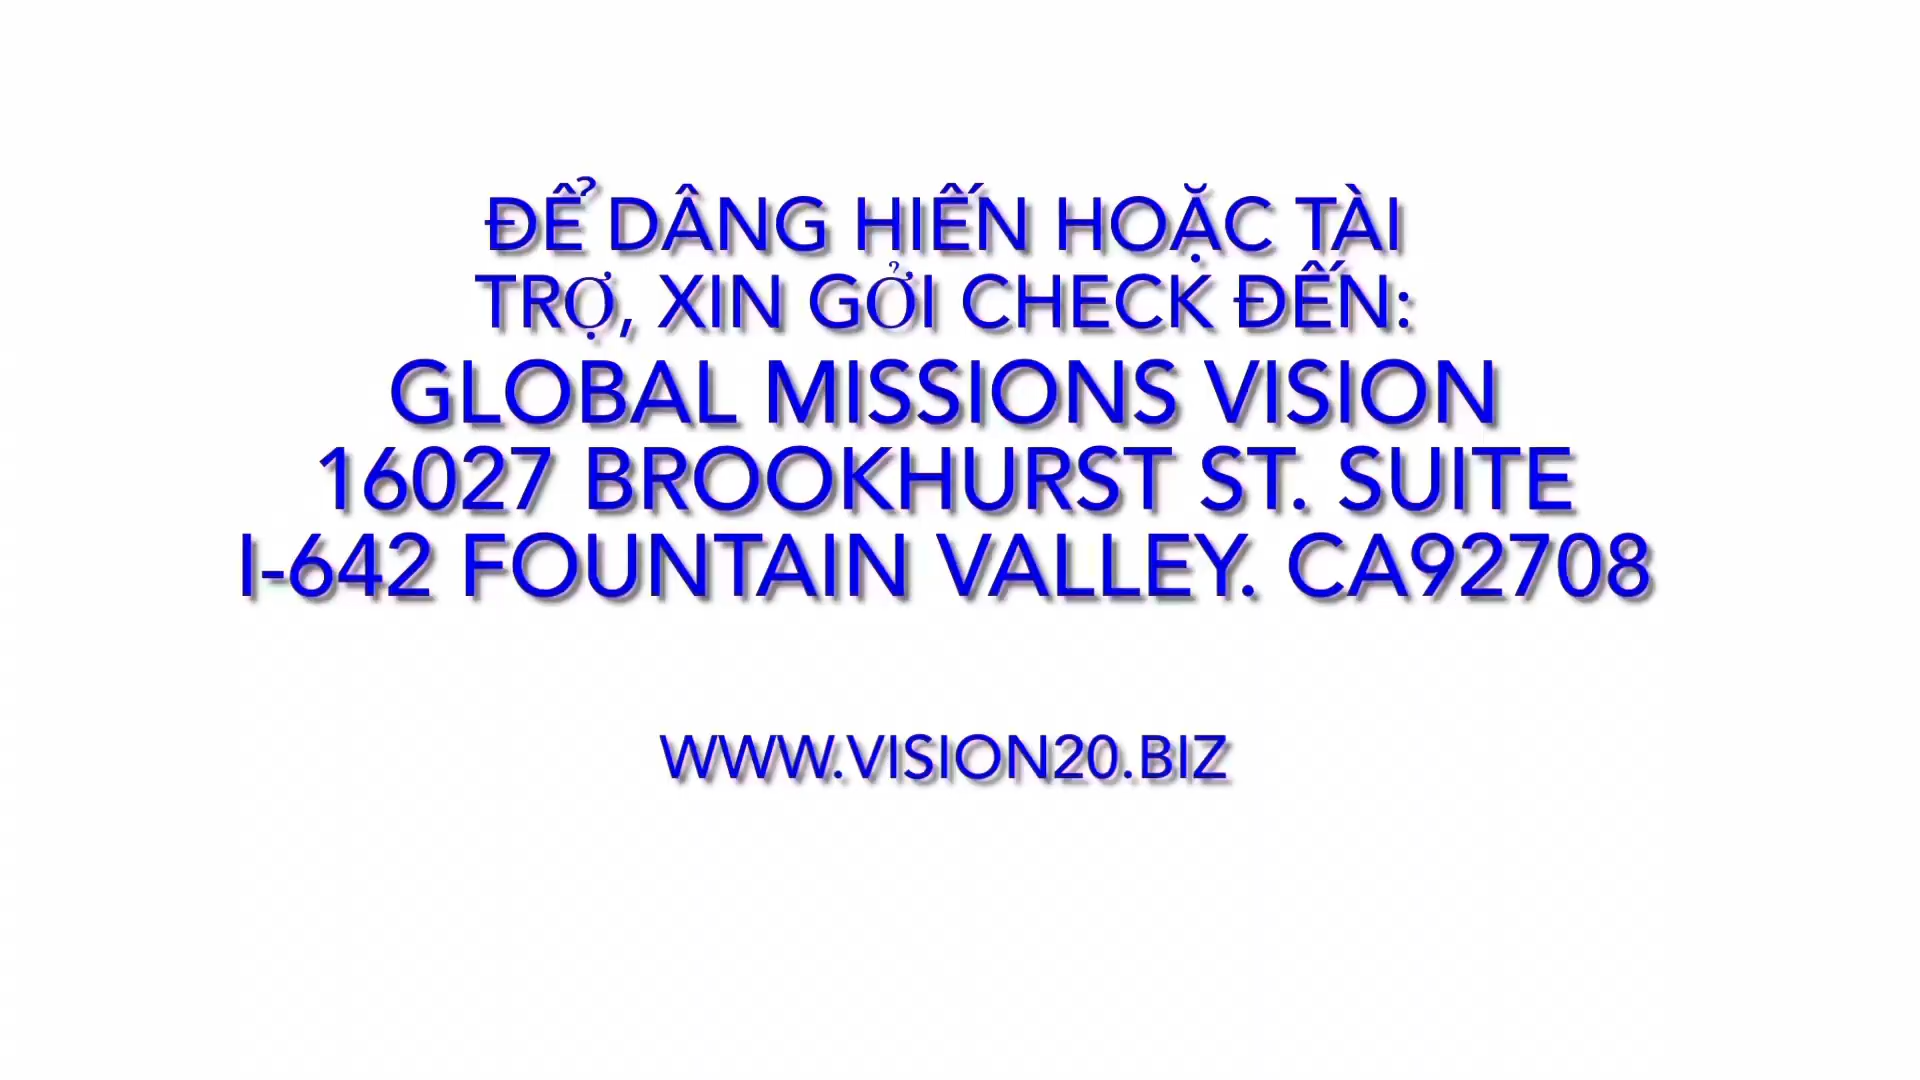 ĐỂ DÂNG HIẾN HOẶC TÀI
TRỢ, XIN GỞI CHECK ĐẾN:
GLOBAL MISSIONS VISION
16027 BROOKHURST ST. SUITE
I-642 FOUNTAIN VALLEY. CA92708
WWW.VISION20.BIZ